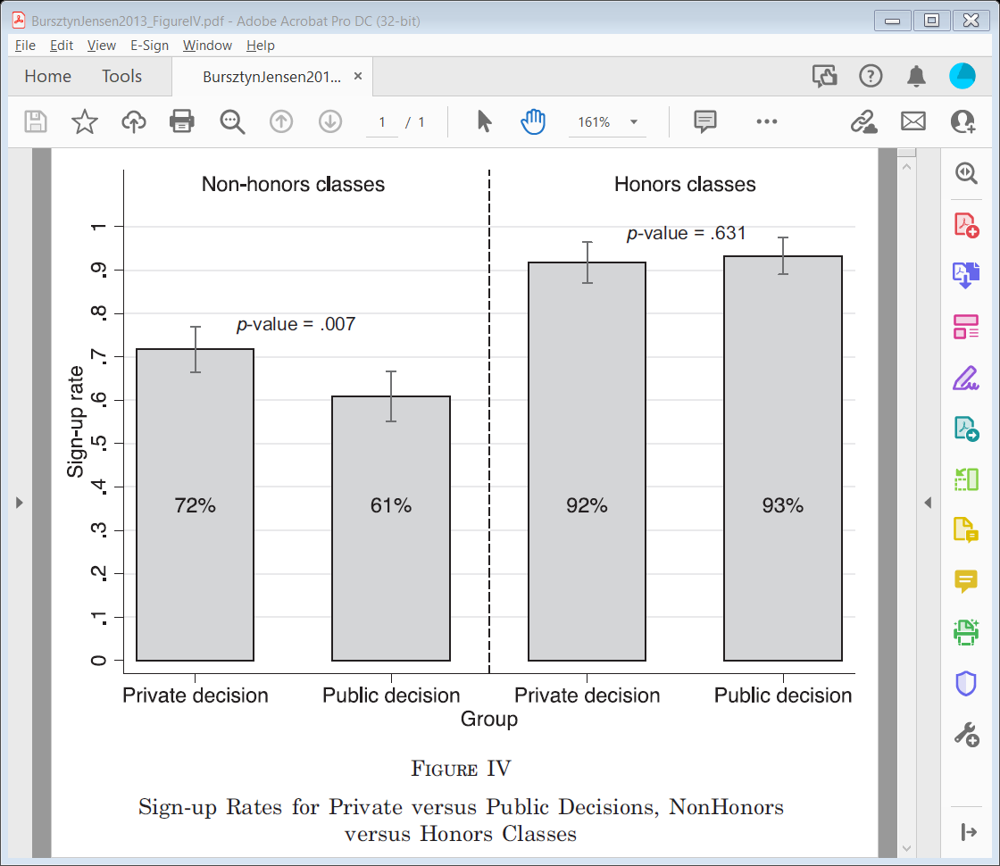 BursztynJensen2013_FigureIV.pdf - Adobe Acrobat Pro DC (32-bit)
File Edit View E-Sign Window Help
Home Tools BursztynJensen201... ×
1 / 1 161%
Non-honors classes Honors classes
p-value = .007 p-value = .631
Sign-up rate
1
.9
.8
.7
.6
.5
.4
.3
.2
.1
0
72% 61% 92% 93%
Private decision Public decision Private decision Public decision
Group
FIGURE IV
Sign-up Rates for Private versus Public Decisions, NonHonors
versus Honors Classes